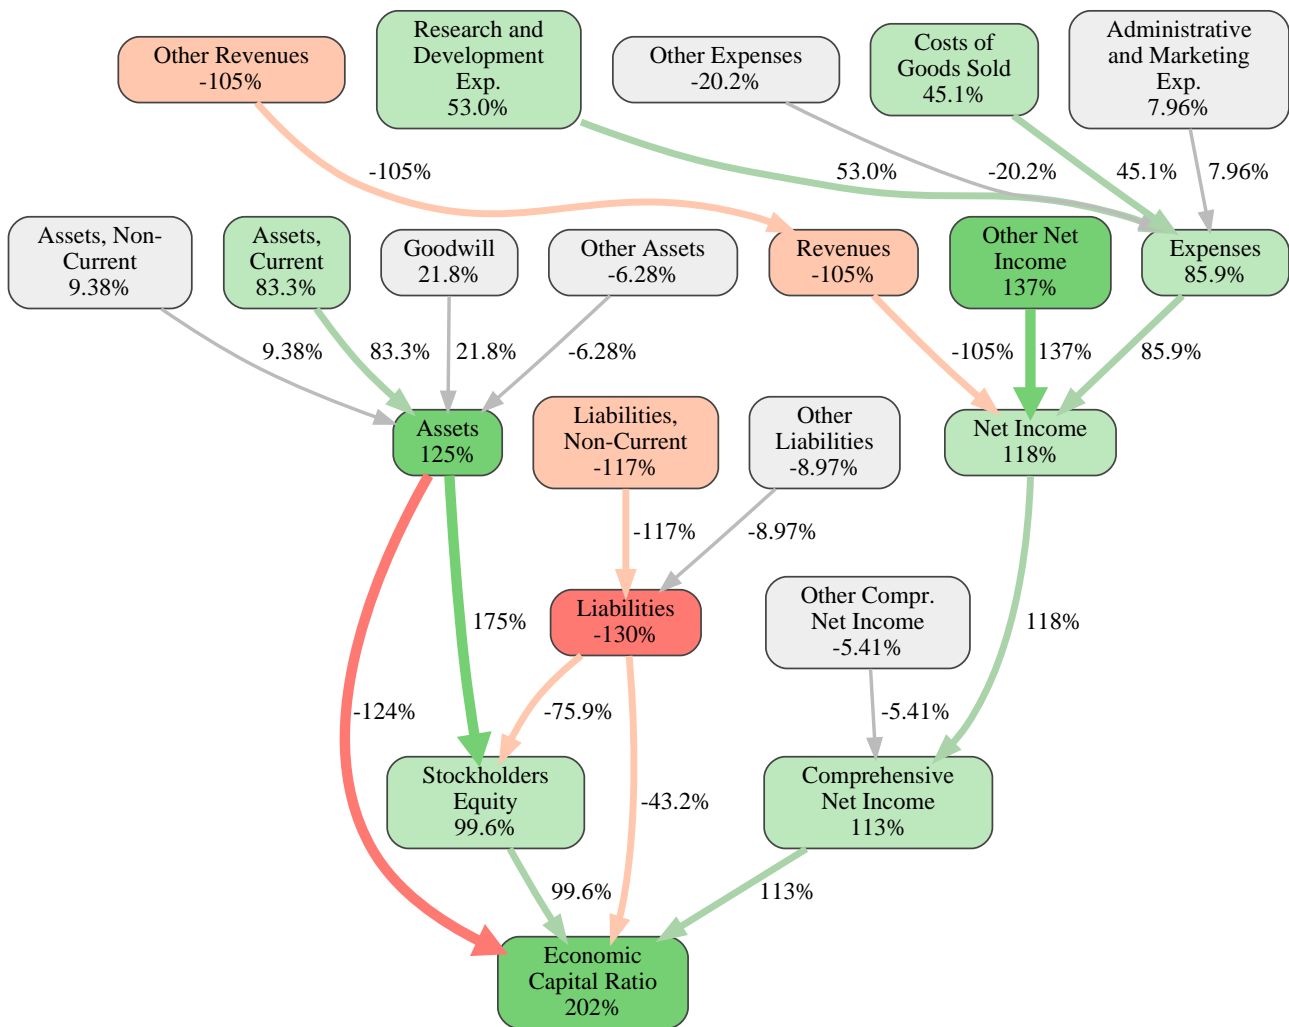 Other Revenues
-105%
Research and
Development
Exp.
53.0%
Other Expenses
-20.2%
Costs of
Goods Sold
45.1%
Administrative
and Marketing
Exp.
7.96%
-105%
53.0%
-20.2%
45.1%
7.96%
Assets, Non-
Current
9.38%
Assets,
Current
83.3%
Goodwill
21.8%
Other Assets
-6.28%
Revenues
-105%
Other Net
Income
137%
Expenses
85.9%
9.38%
83.3%
21.8%
-6.28%
-105%
137%
85.9%
Assets
125%
Liabilities,
Non-Current
-117%
Other
Liabilities
-8.97%
Net Income
118%
-117%
-8.97%
175%
Liabilities
-130%
Other Compr.
Net Income
-5.41%
118%
-124%
-75.9%
-5.41%
Stockholders
Equity
99.6%
-43.2%
Comprehensive
Net Income
113%
99.6%
113%
Economic
Capital Ratio
202%